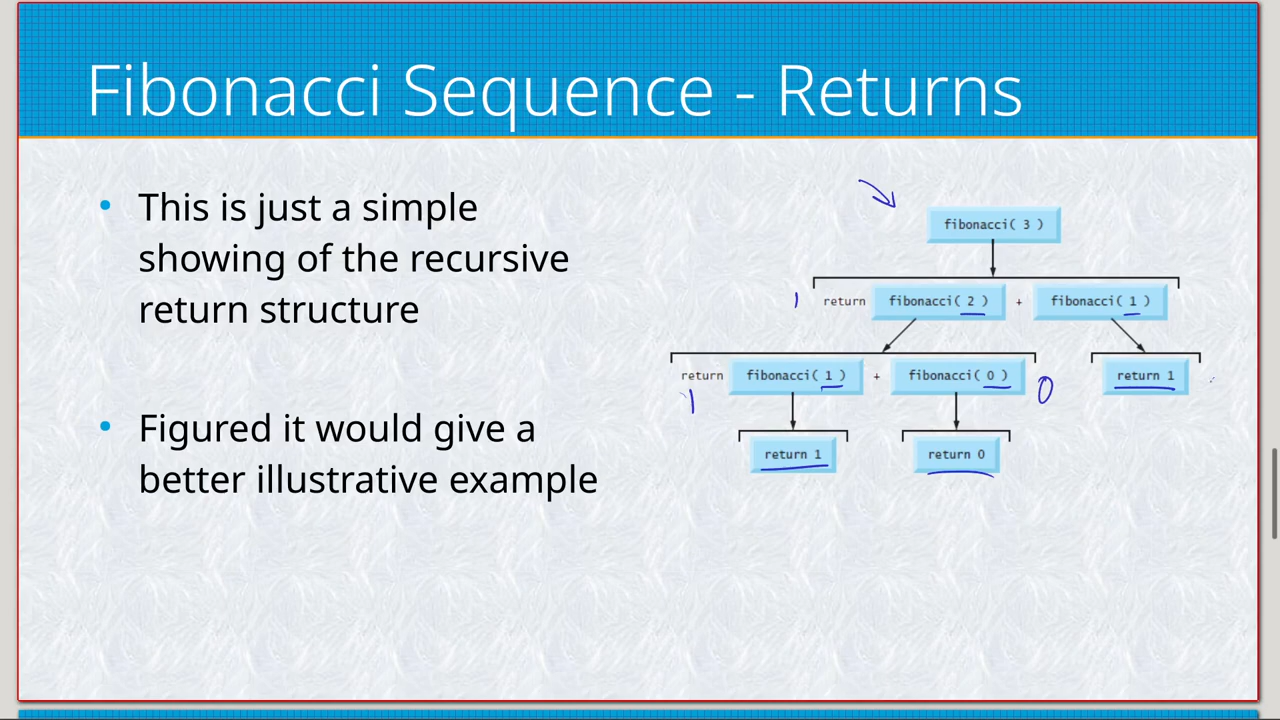 Fibonacci Sequence - Returns
• This is just a simple
showing of the recursive
return structure
• Figured it would give a
better illustrative example
fibonacci( 3 )
1 return fibonacci( 2 ) + fibonacci( 1 )
return fibonacci( 1 ) + fibonacci( 0 ) 0 return 1
1
return 1 return 0